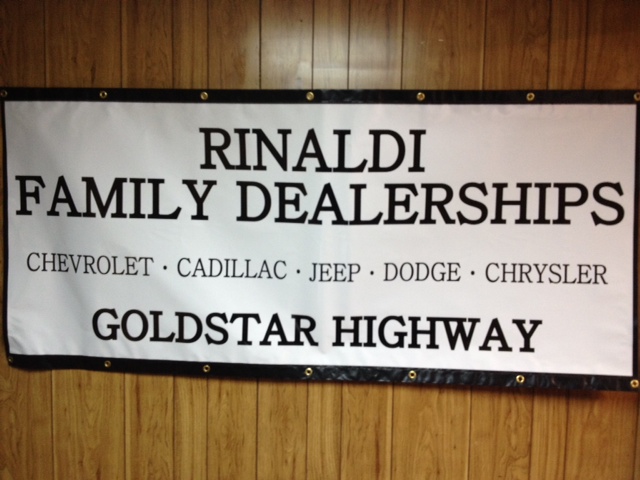 RINALDI
FAMILY DEALERSHIPS
CHEVROLET · CADILLAC · JEEP · DODGE · CHRYSLER
GOLDSTAR HIGHWAY